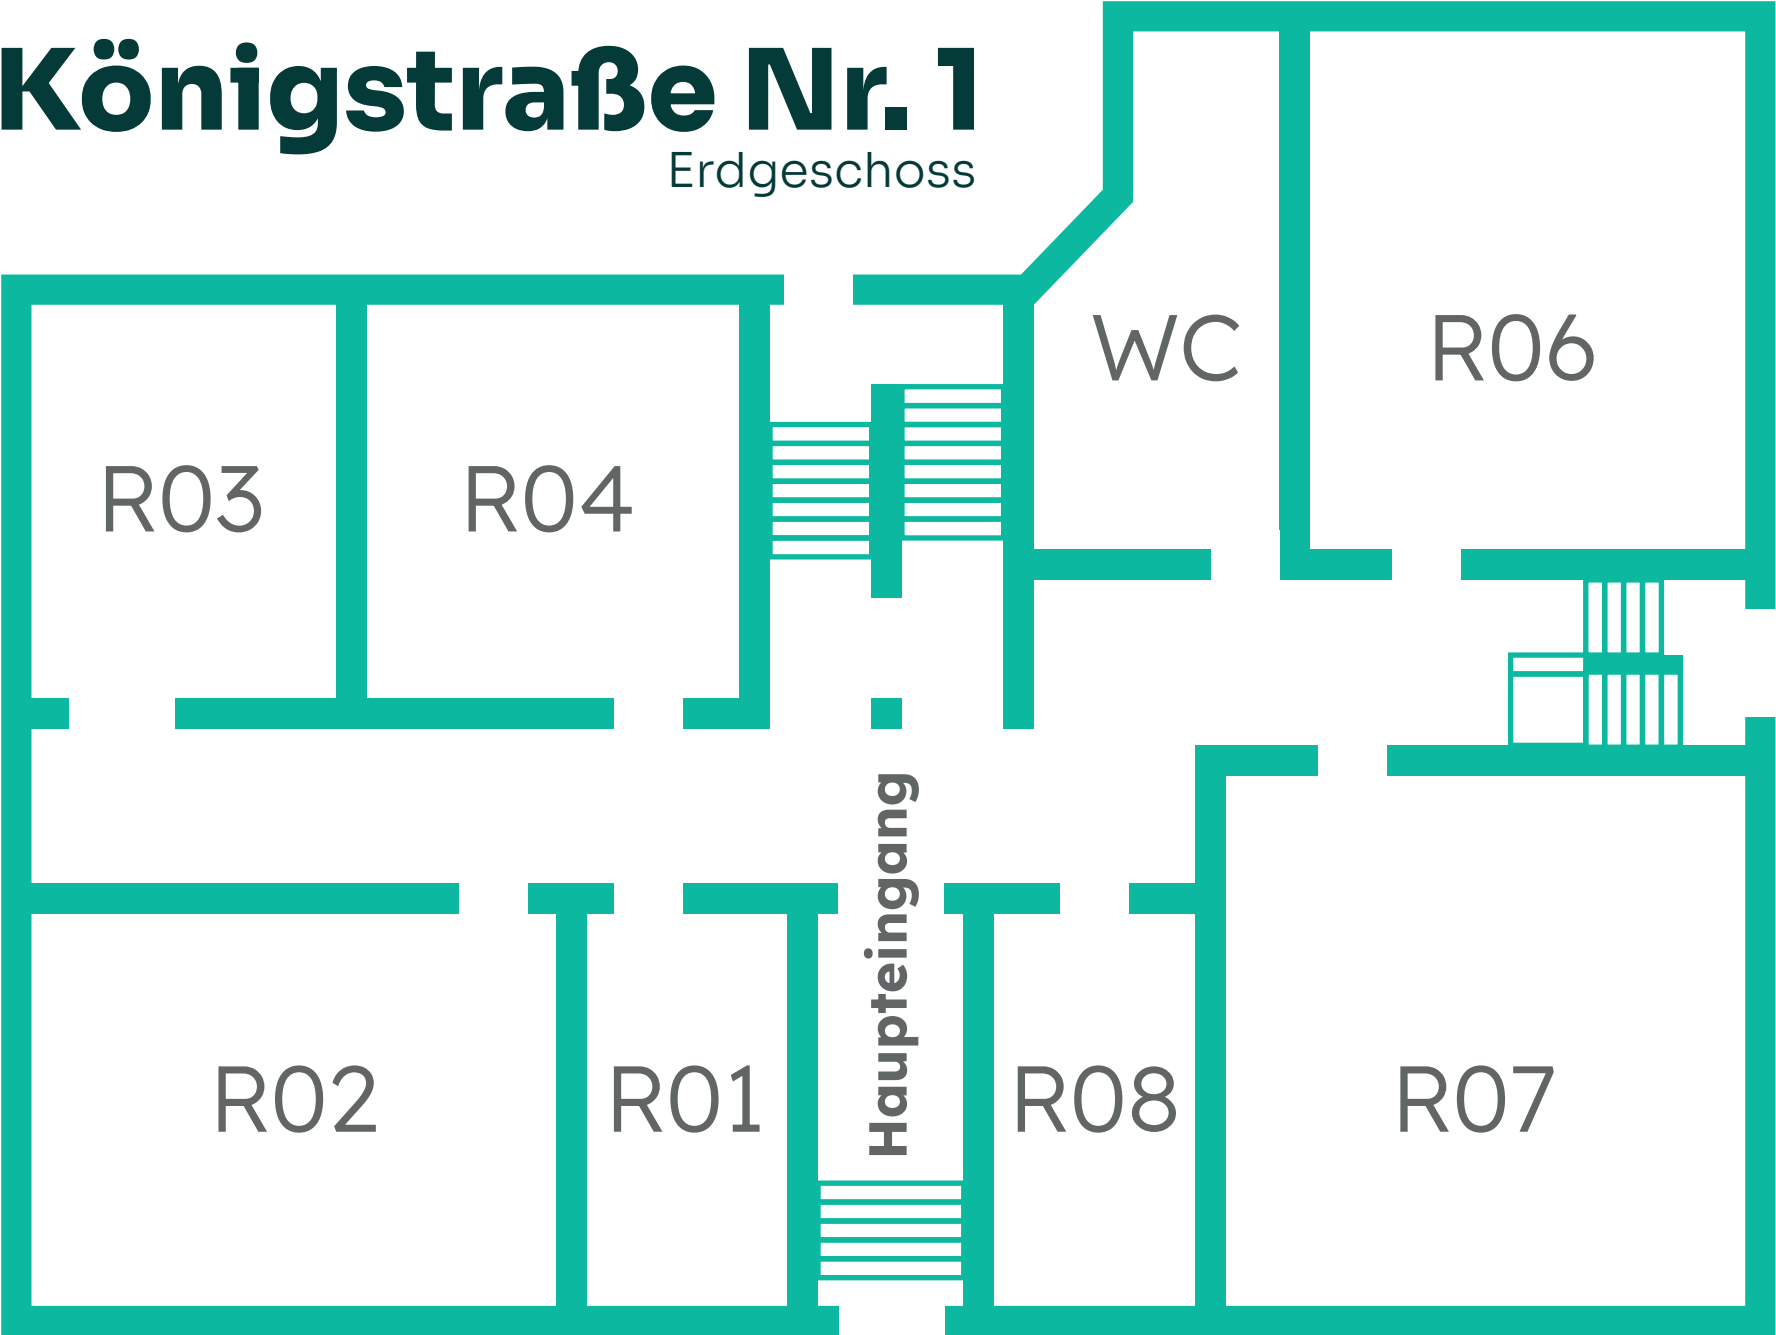 Königstraße Nr. 1
Erdgeschoss
WC
R06
R03
R04
Haupteingang
R02
R01
R08
R07